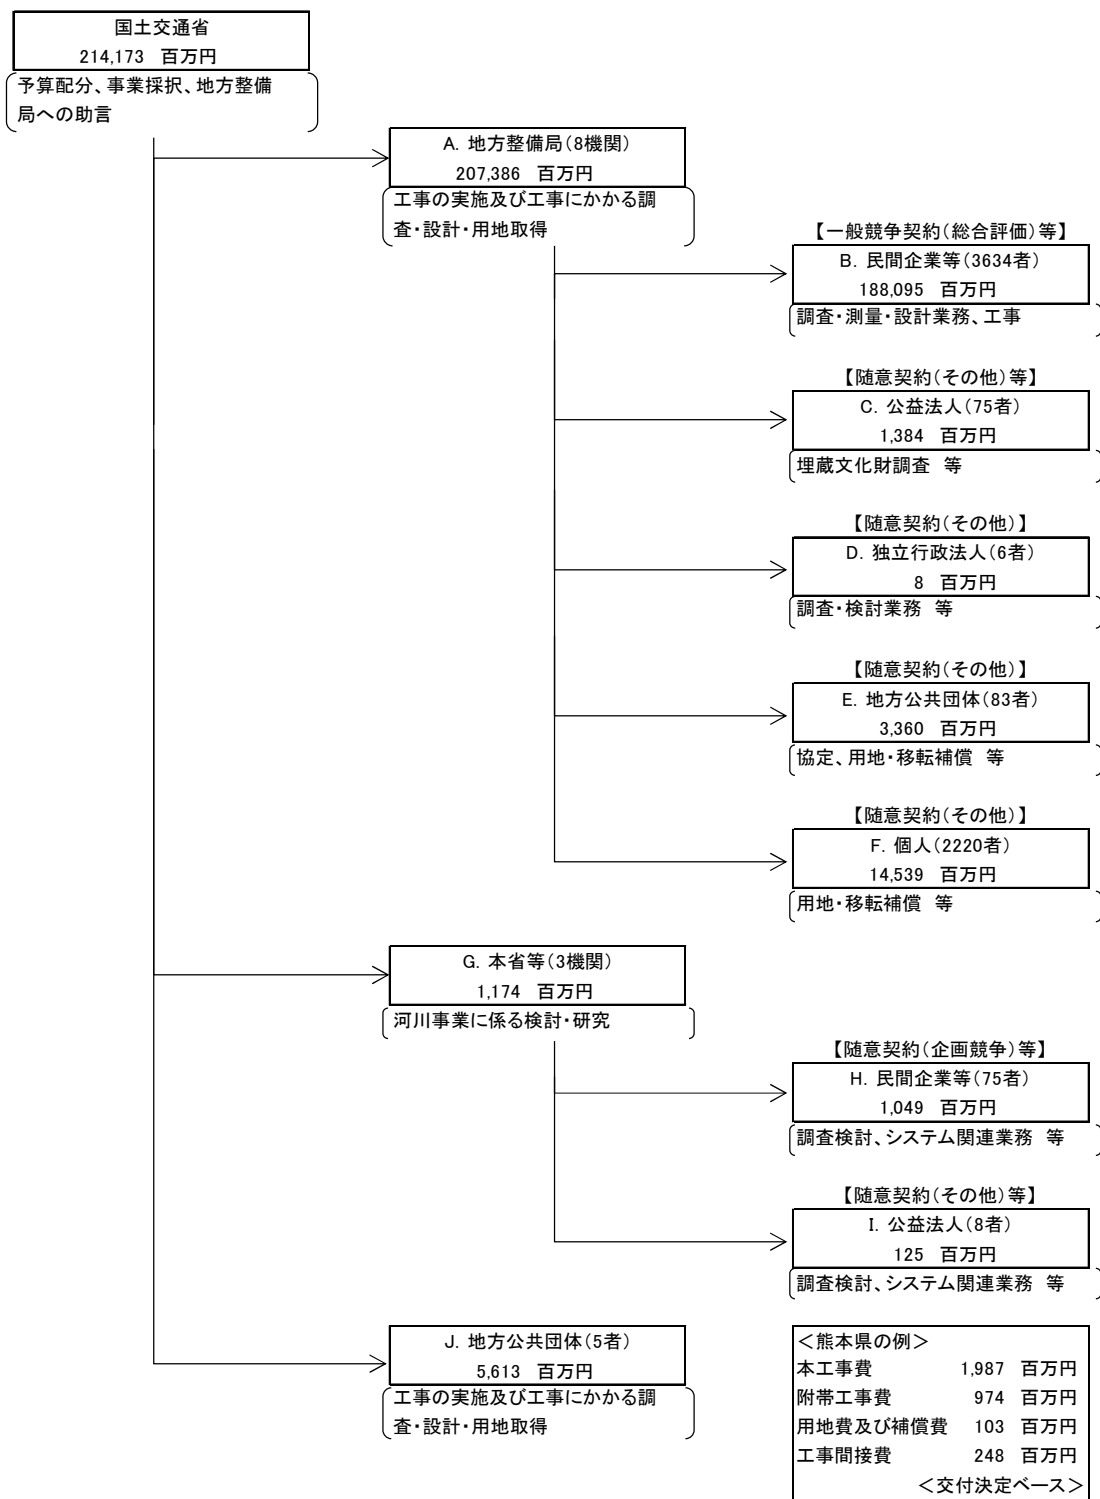 国土交通省
214,173 百万円
予算配分、事業採択、地方整備
局への助言
A. 地方整備局(8機関)
207,386 百万円
工事の実施及び工事にかかる調
査・設計・用地取得
【一般競争契約(総合評価)等】
B. 民間企業等(3634者)
188,095 百万円
調査・測量・設計業務、工事
【随意契約(その他)等】
C. 公益法人(75者)
1,384 百万円
埋蔵文化財調査 等
【随意契約(その他)】
D. 独立行政法人(6者)
8 百万円
調査・検討業務 等
【随意契約(その他)】
E. 地方公共団体(83者)
3,360 百万円
協定、用地・移転補償 等
【随意契約(その他)】
F. 個人(2220者)
14,539 百万円
用地・移転補償 等
G. 本省等(3機関)
1,174 百万円
河川事業に係る検討・研究
【随意契約(企画競争)等】
H. 民間企業等(75者)
1,049 百万円
調査検討、システム関連業務 等
【随意契約(その他)等】
I. 公益法人(8者)
125 百万円
調査検討、システム関連業務 等
J. 地方公共団体(5者)
5,613 百万円
工事の実施及び工事にかかる調
査・設計・用地取得
<熊本県の例>
本工事費 1,987 百万円
附帯工事費 974 百万円
用地費及び補償費 103 百万円
工事間接費 248 百万円
<交付決定ベース>